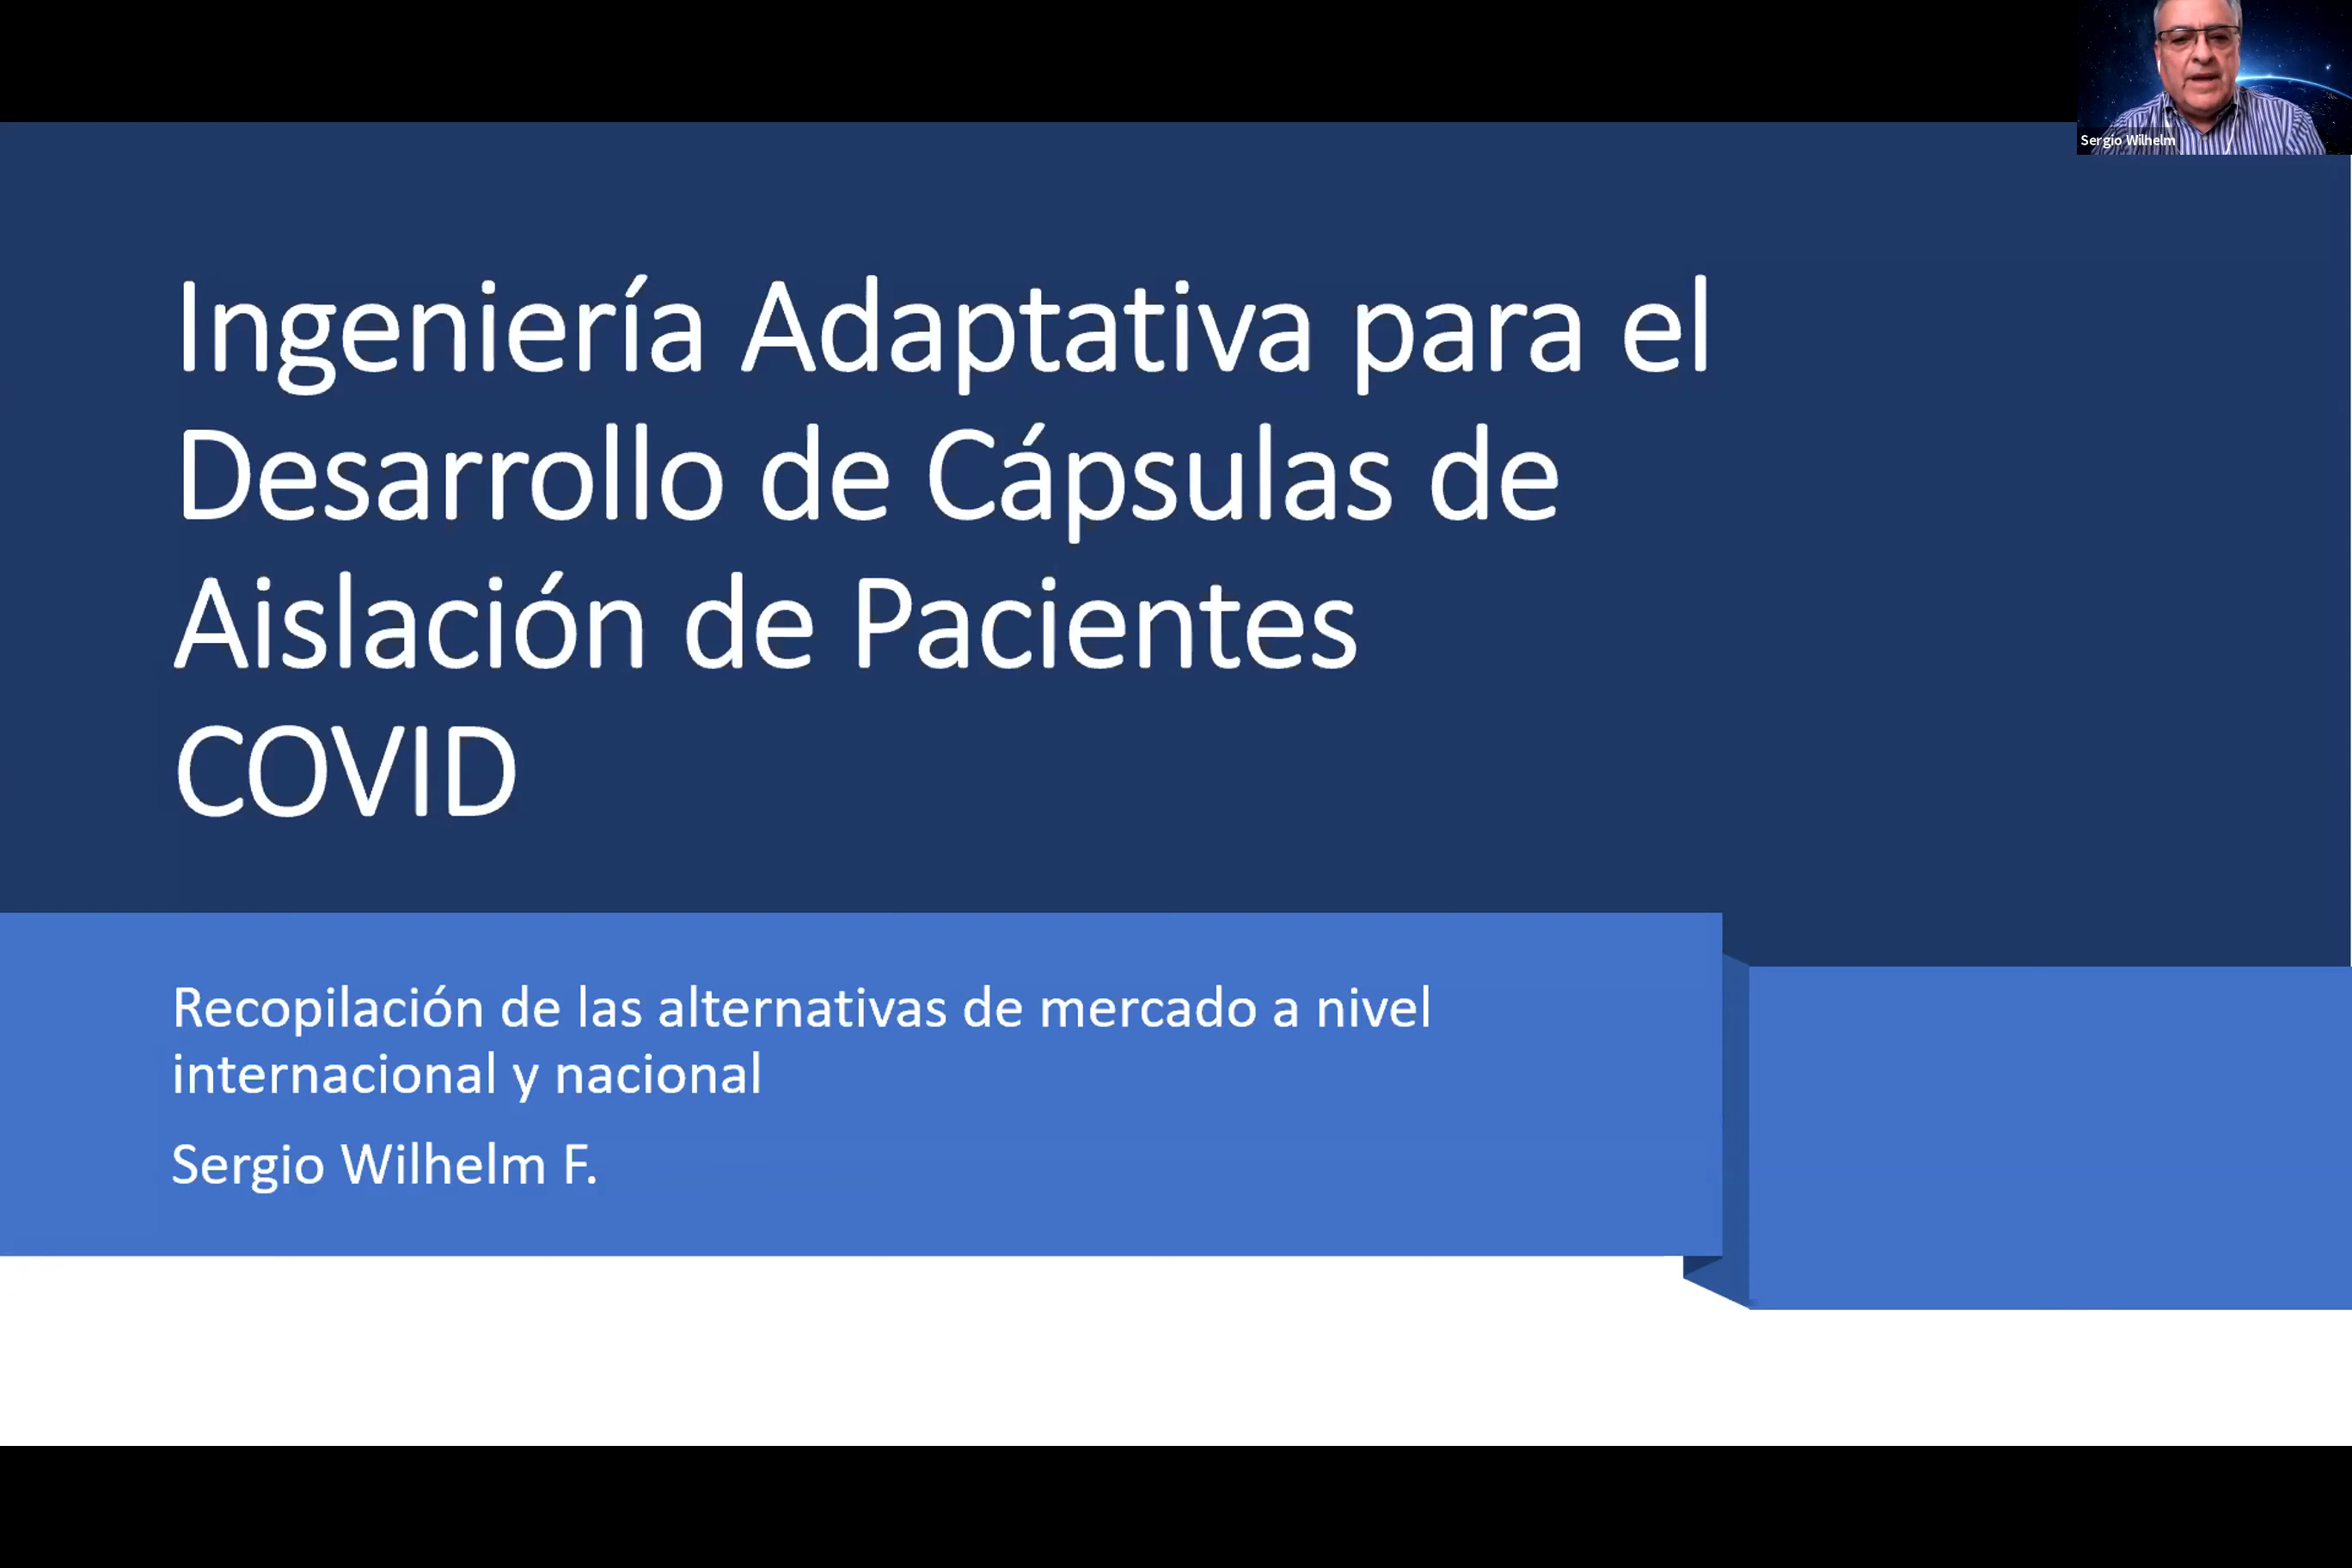 Sergio Wilhelm
Ingeniería Adaptativa para el
Desarrollo de Cápsulas de
Aislación de Pacientes
COVID
Recopilación de las alternativas de mercado a nivel
internacional y nacional
Sergio Wilhelm F.